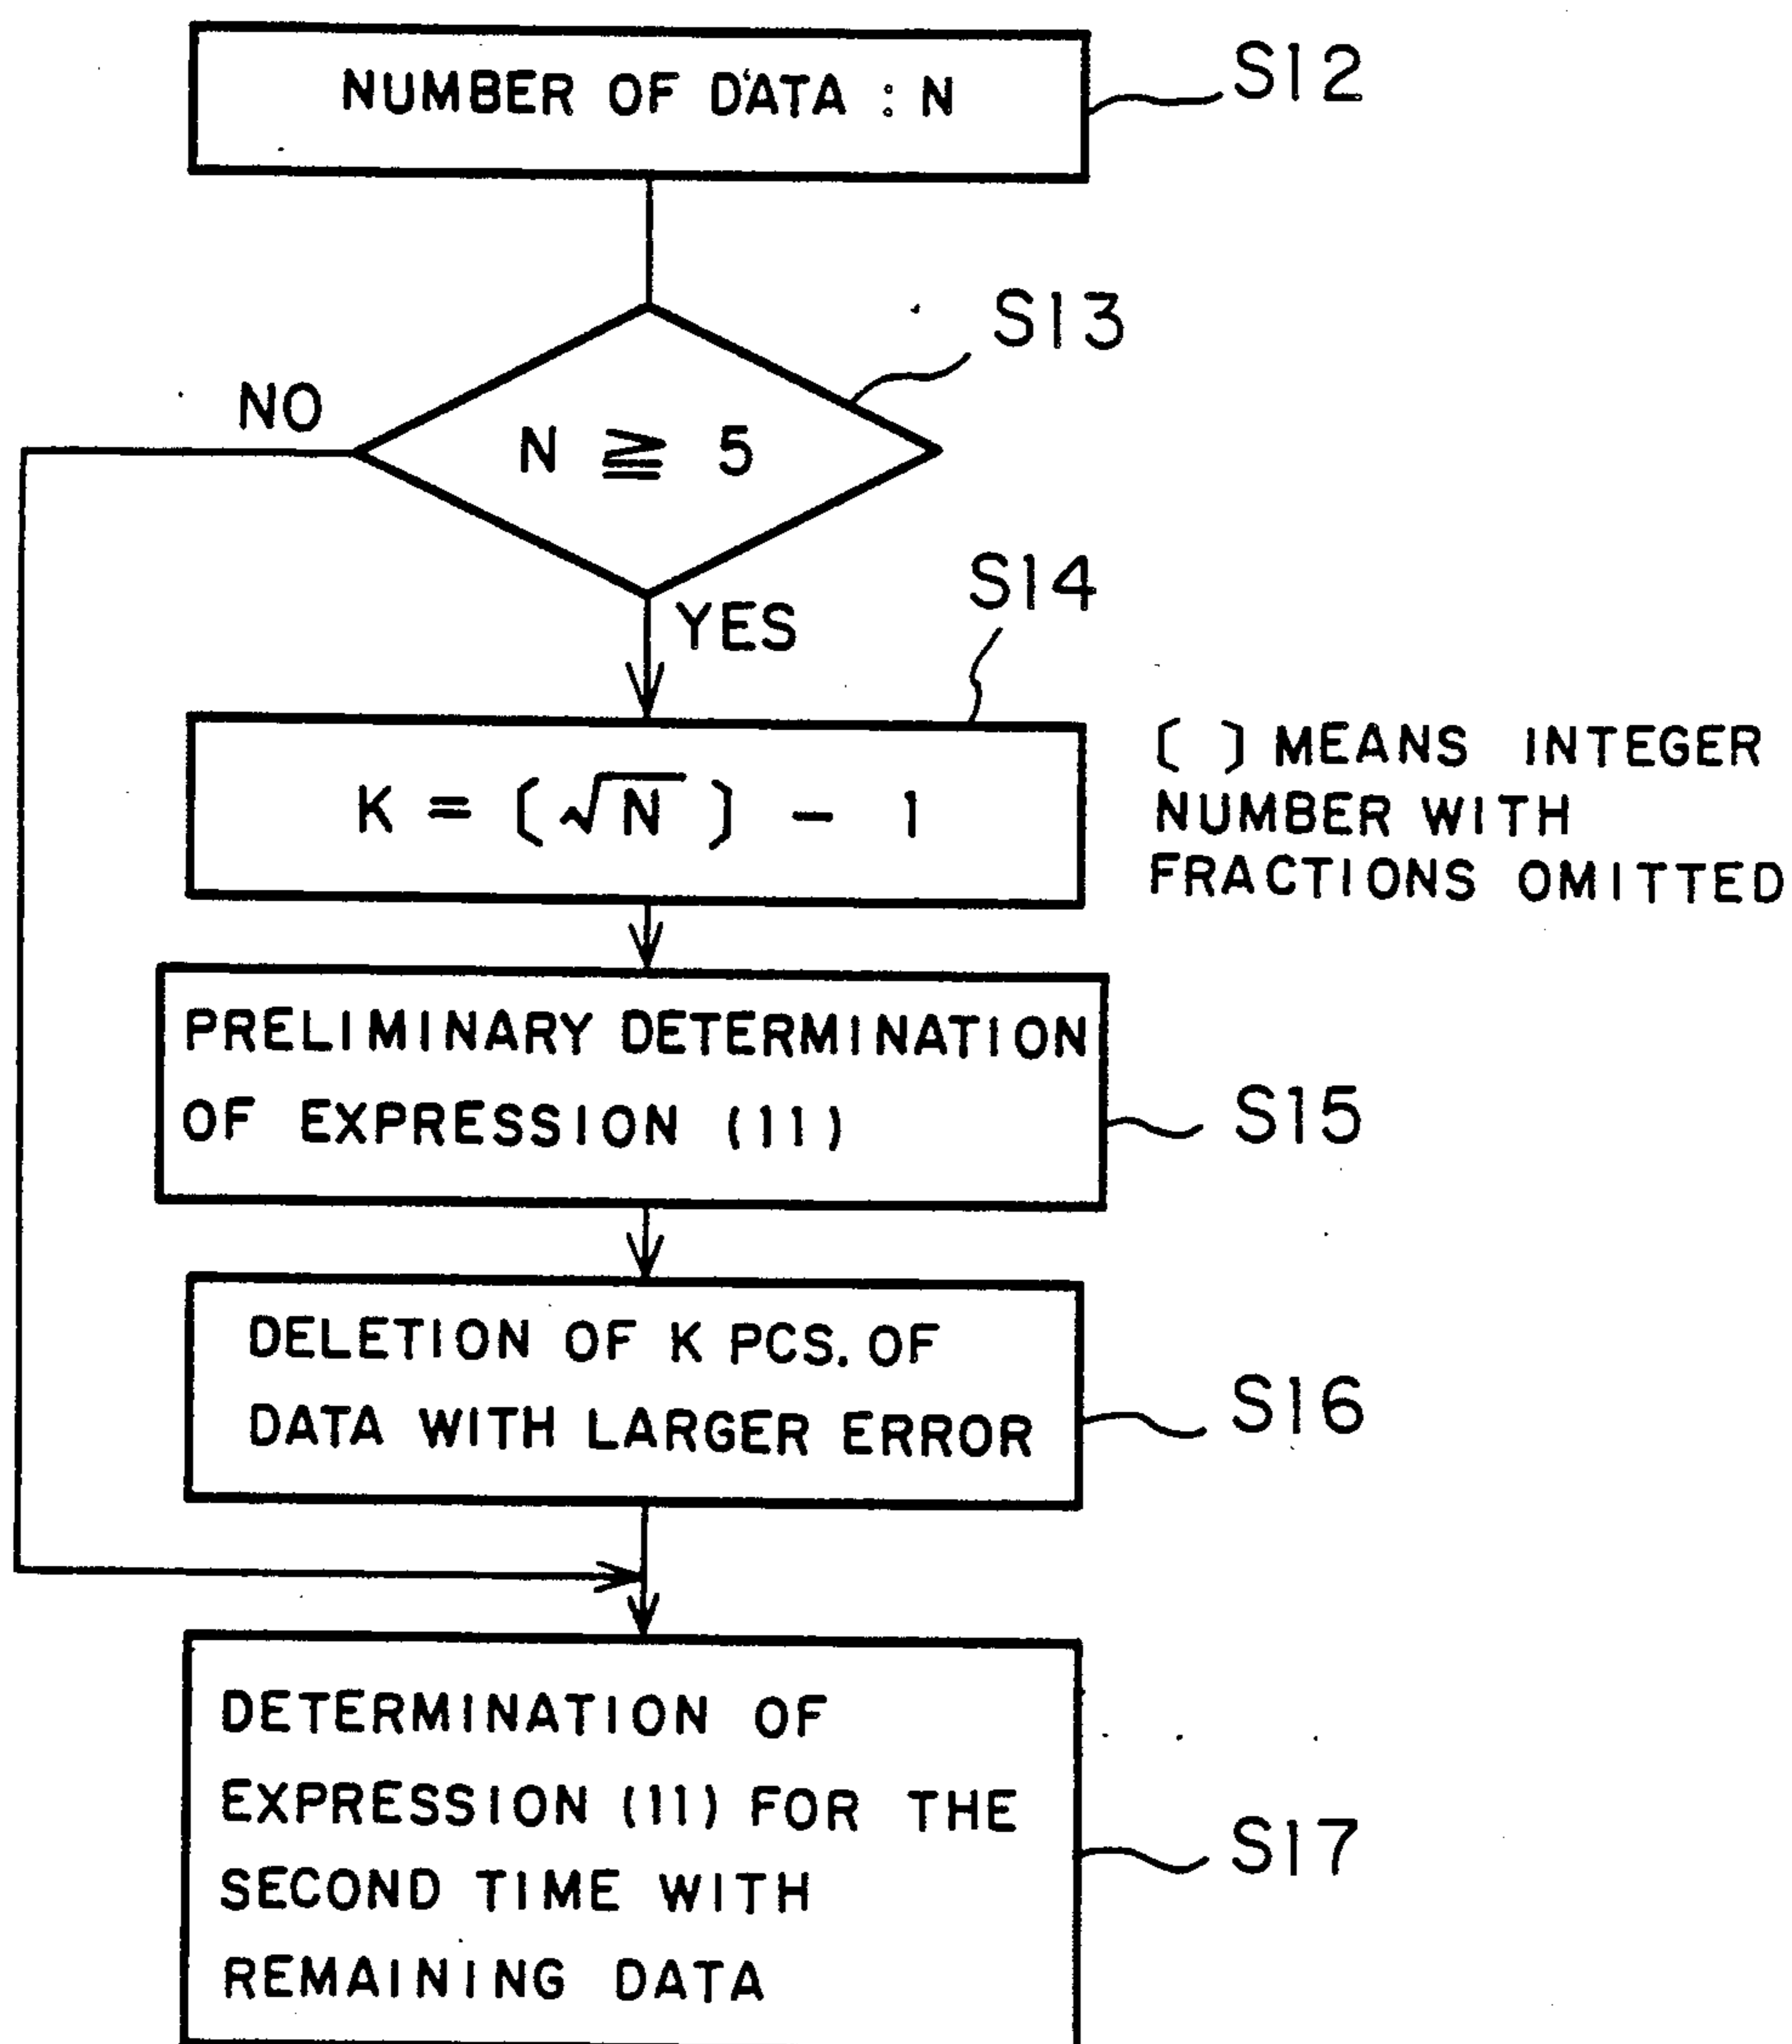 NUMBER OF DATA : N
S12
S13
NO
N ≧ 5
S14
YES
K = [√N] - 1
[ ] MEANS INTEGER
NUMBER WITH
FRACTIONS OMITTED
PRELIMINARY DETERMINATION
OF EXPRESSION (11)
S15
DELETION OF K PCS. OF
DATA WITH LARGER ERROR
S16
DETERMINATION OF
EXPRESSION (11) FOR THE
SECOND TIME WITH
REMAINING DATA
S17